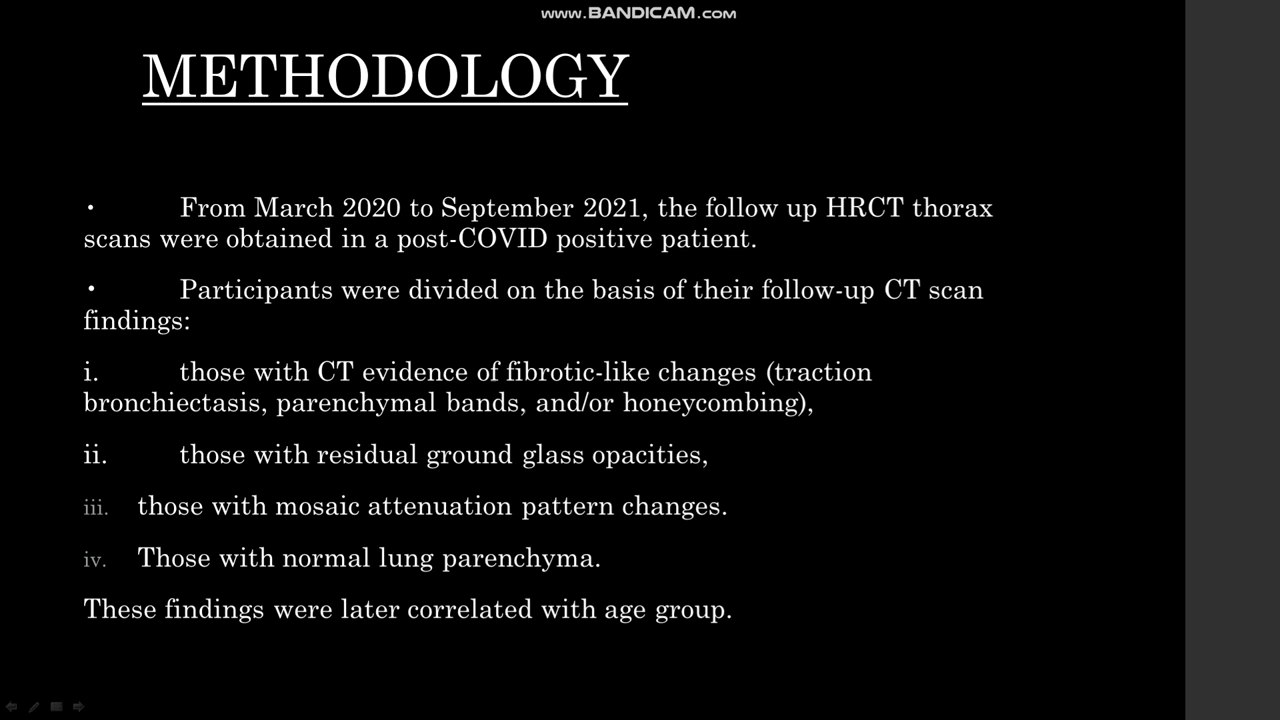 www.BANDICAM.com
METHODOLOGY
• From March 2020 to September 2021, the follow up HRCT thorax
scans were obtained in a post-COVID positive patient.
• Participants were divided on the basis of their follow-up CT scan
findings:
i. those with CT evidence of fibrotic-like changes (traction
bronchiectasis, parenchymal bands, and/or honeycombing),
ii. those with residual ground glass opacities,
iii. those with mosaic attenuation pattern changes.
iv. Those with normal lung parenchyma.
These findings were later correlated with age group.